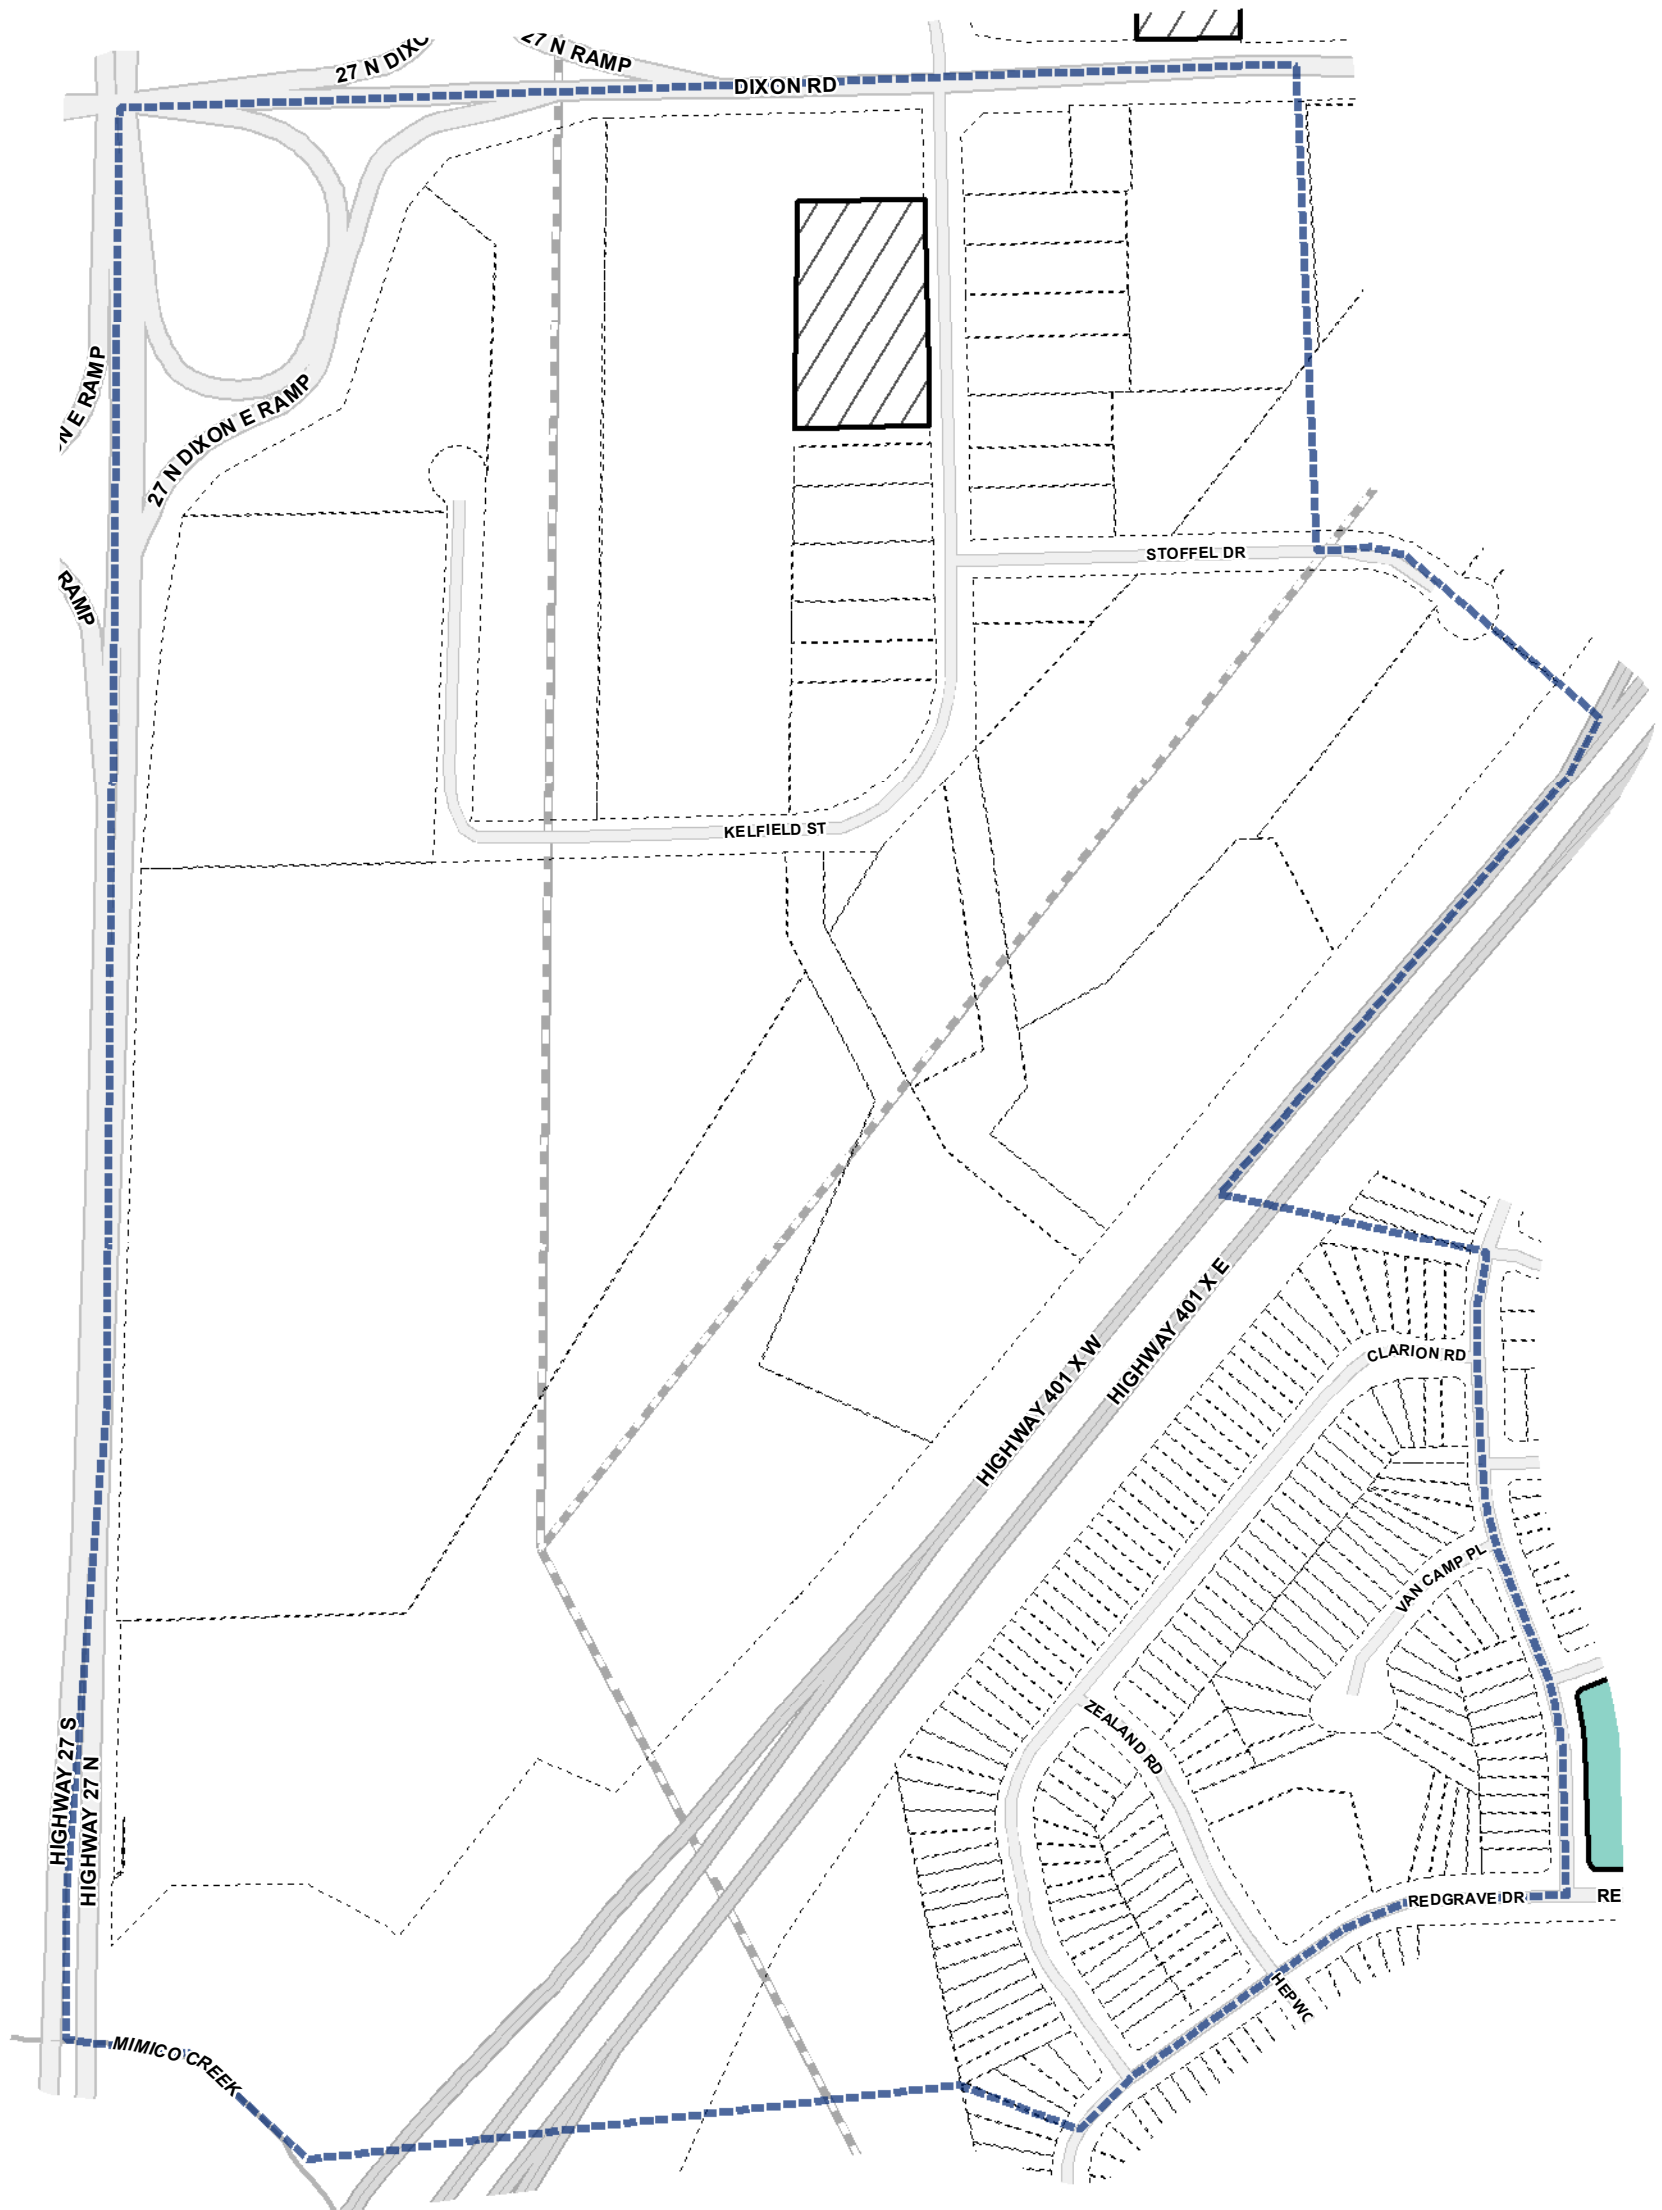 27 N DIXO
27 N RAMP
DIXON RD
N E RAMP
27 N DIXON E RAMP
STOFFEL DR
RAMP
KELFIELD ST
HIGHWAY 401 X W
HIGHWAY 401 X E
CLARION RD
VAN CAMP PL
ZEALAND RD
HIGHWAY 27 S
HIGHWAY 27 N
REDGRAVE DR
RE
HEPWO
MIMICO CREEK